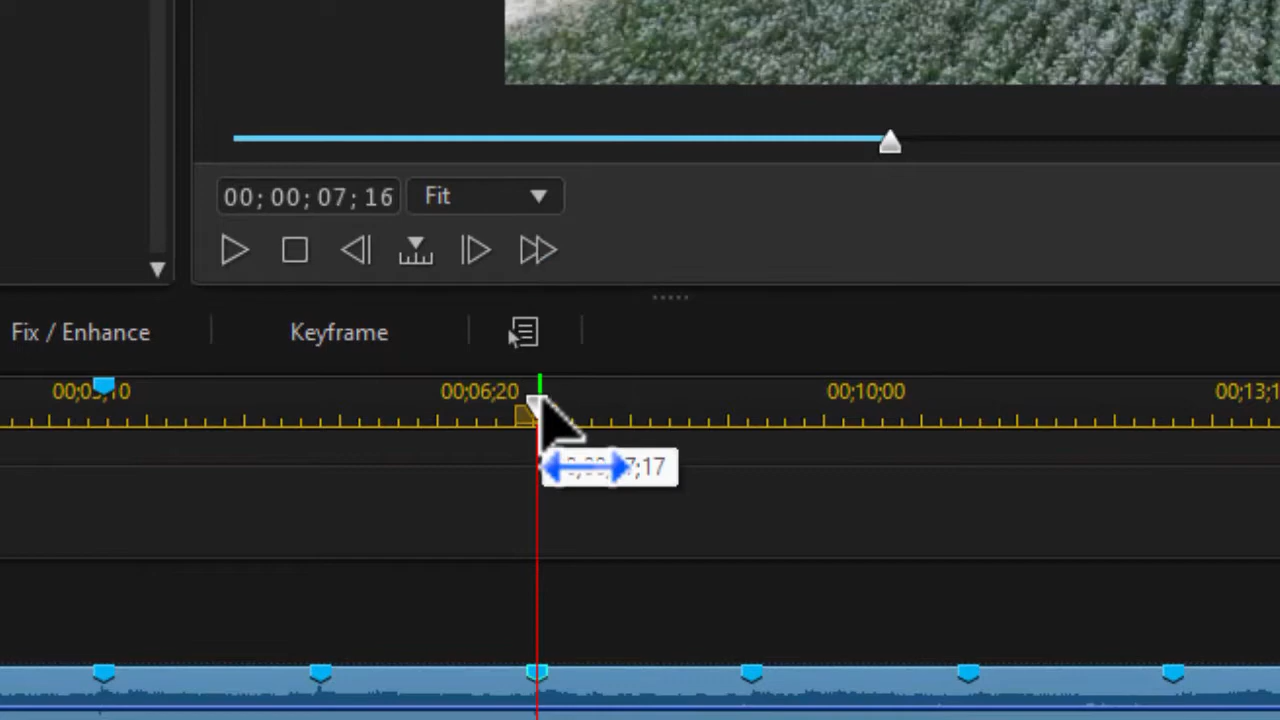 00; 00; 07; 16
Fit
Fix / Enhance
Keyframe
00;06;20
00;10;00